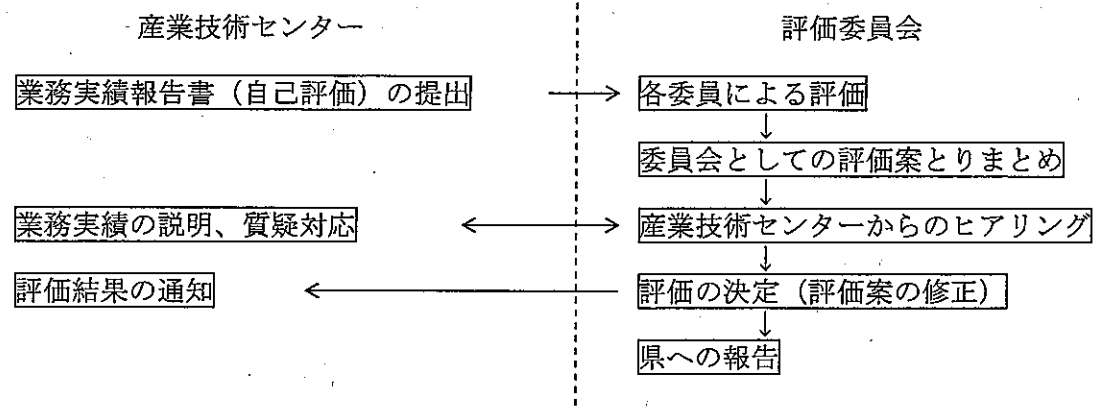 産業技術センター 評価委員会
業務実績報告書（自己評価）の提出 → 各委員による評価
↓
委員会としての評価案とりまとめ
↓
業務実績の説明、質疑対応 ↔ 産業技術センターからのヒアリング
↓
評価結果の通知 ← 評価の決定（評価案の修正）
↓
県への報告